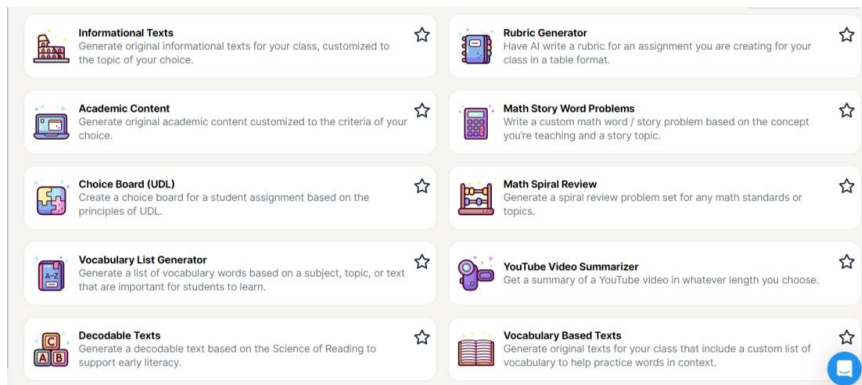 Informational Texts
Generate original informational texts for your class, customized to
the topic of your choice.
Rubric Generator
Have AI write a rubric for an assignment you are creating for your
class in a table format.
Academic Content
Generate original academic content customized to the criteria of your
choice.
Math Story Word Problems
Write a custom math word / story problem based on the concept
you're teaching and a story topic.
Choice Board (UDL)
Create a choice board for a student assignment based on the
principles of UDL.
Math Spiral Review
Generate a spiral review problem set for any math standards or
topics.
Vocabulary List Generator
Generate a list of vocabulary words based on a subject, topic, or text
that are important for students to learn.
A-Z
YouTube Video Summarizer
Get a summary of a YouTube video in whatever length you choose.
Decodable Texts
Generate a decodable text based on the Science of Reading to
support early literacy.
C
A B
Vocabulary Based Texts
Generate original texts for your class that include a custom list of
vocabulary to help practice words in context.